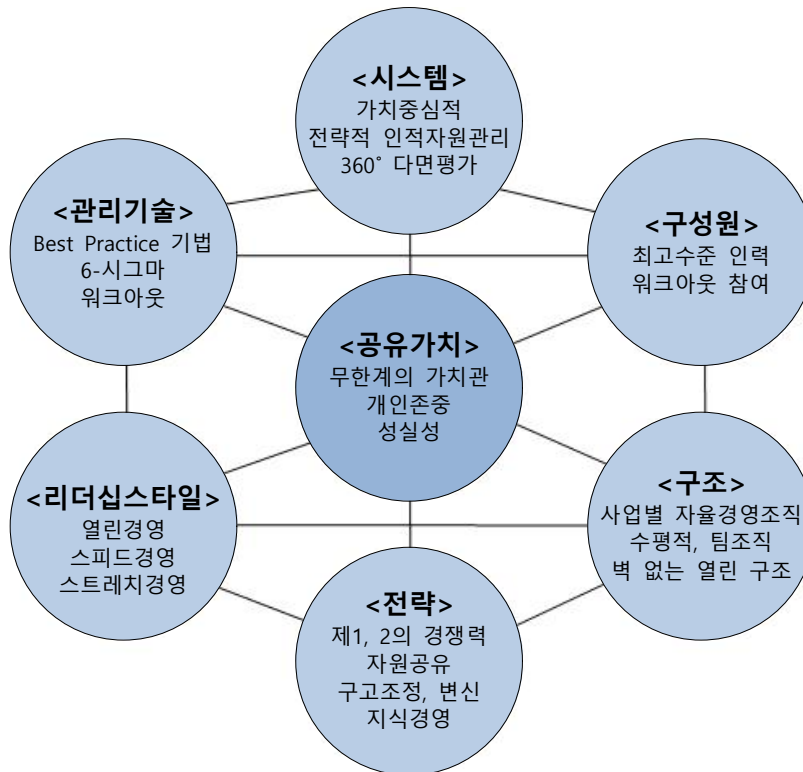 <시스템>
가치중심적
전략적 인적자원관리
360° 다면평가
<관리기술>
Best Practice 기법
6-시그마
워크아웃
<구성원>
최고수준 인력
워크아웃 참여
<공유가치>
무한계의 가치관
개인존중
성실성
<리더십스타일>
열린경영
스피드경영
스트레치경영
<구조>
사업별 자율경영조직
수평적, 팀조직
벽 없는 열린 구조
<전략>
제1, 2의 경쟁력
자원공유
구고조정, 변신
지식경영